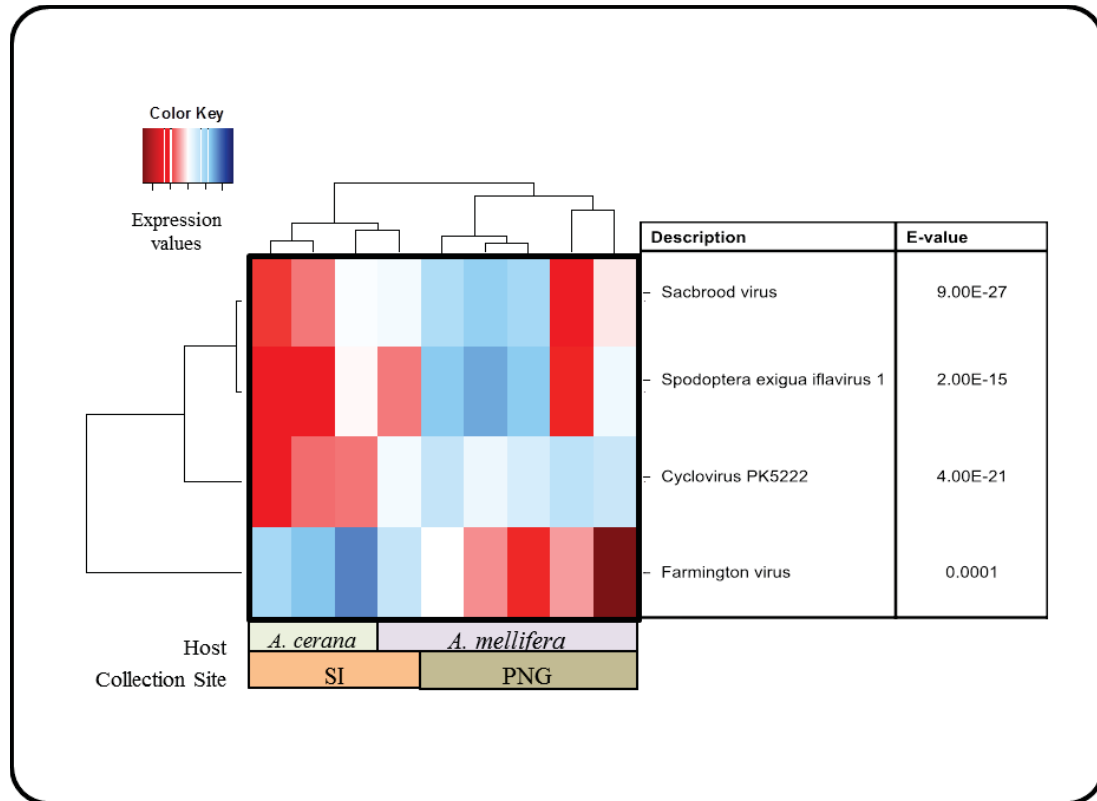 Color Key
Expression
values
Description E-value
Sacbrood virus 9.00E-27
Spodoptera exigua iflavirus 1 2.00E-15
Cyclovirus PK5222 4.00E-21
Farmington virus 0.0001
Host A. cerana A. mellifera
Collection Site SI PNG